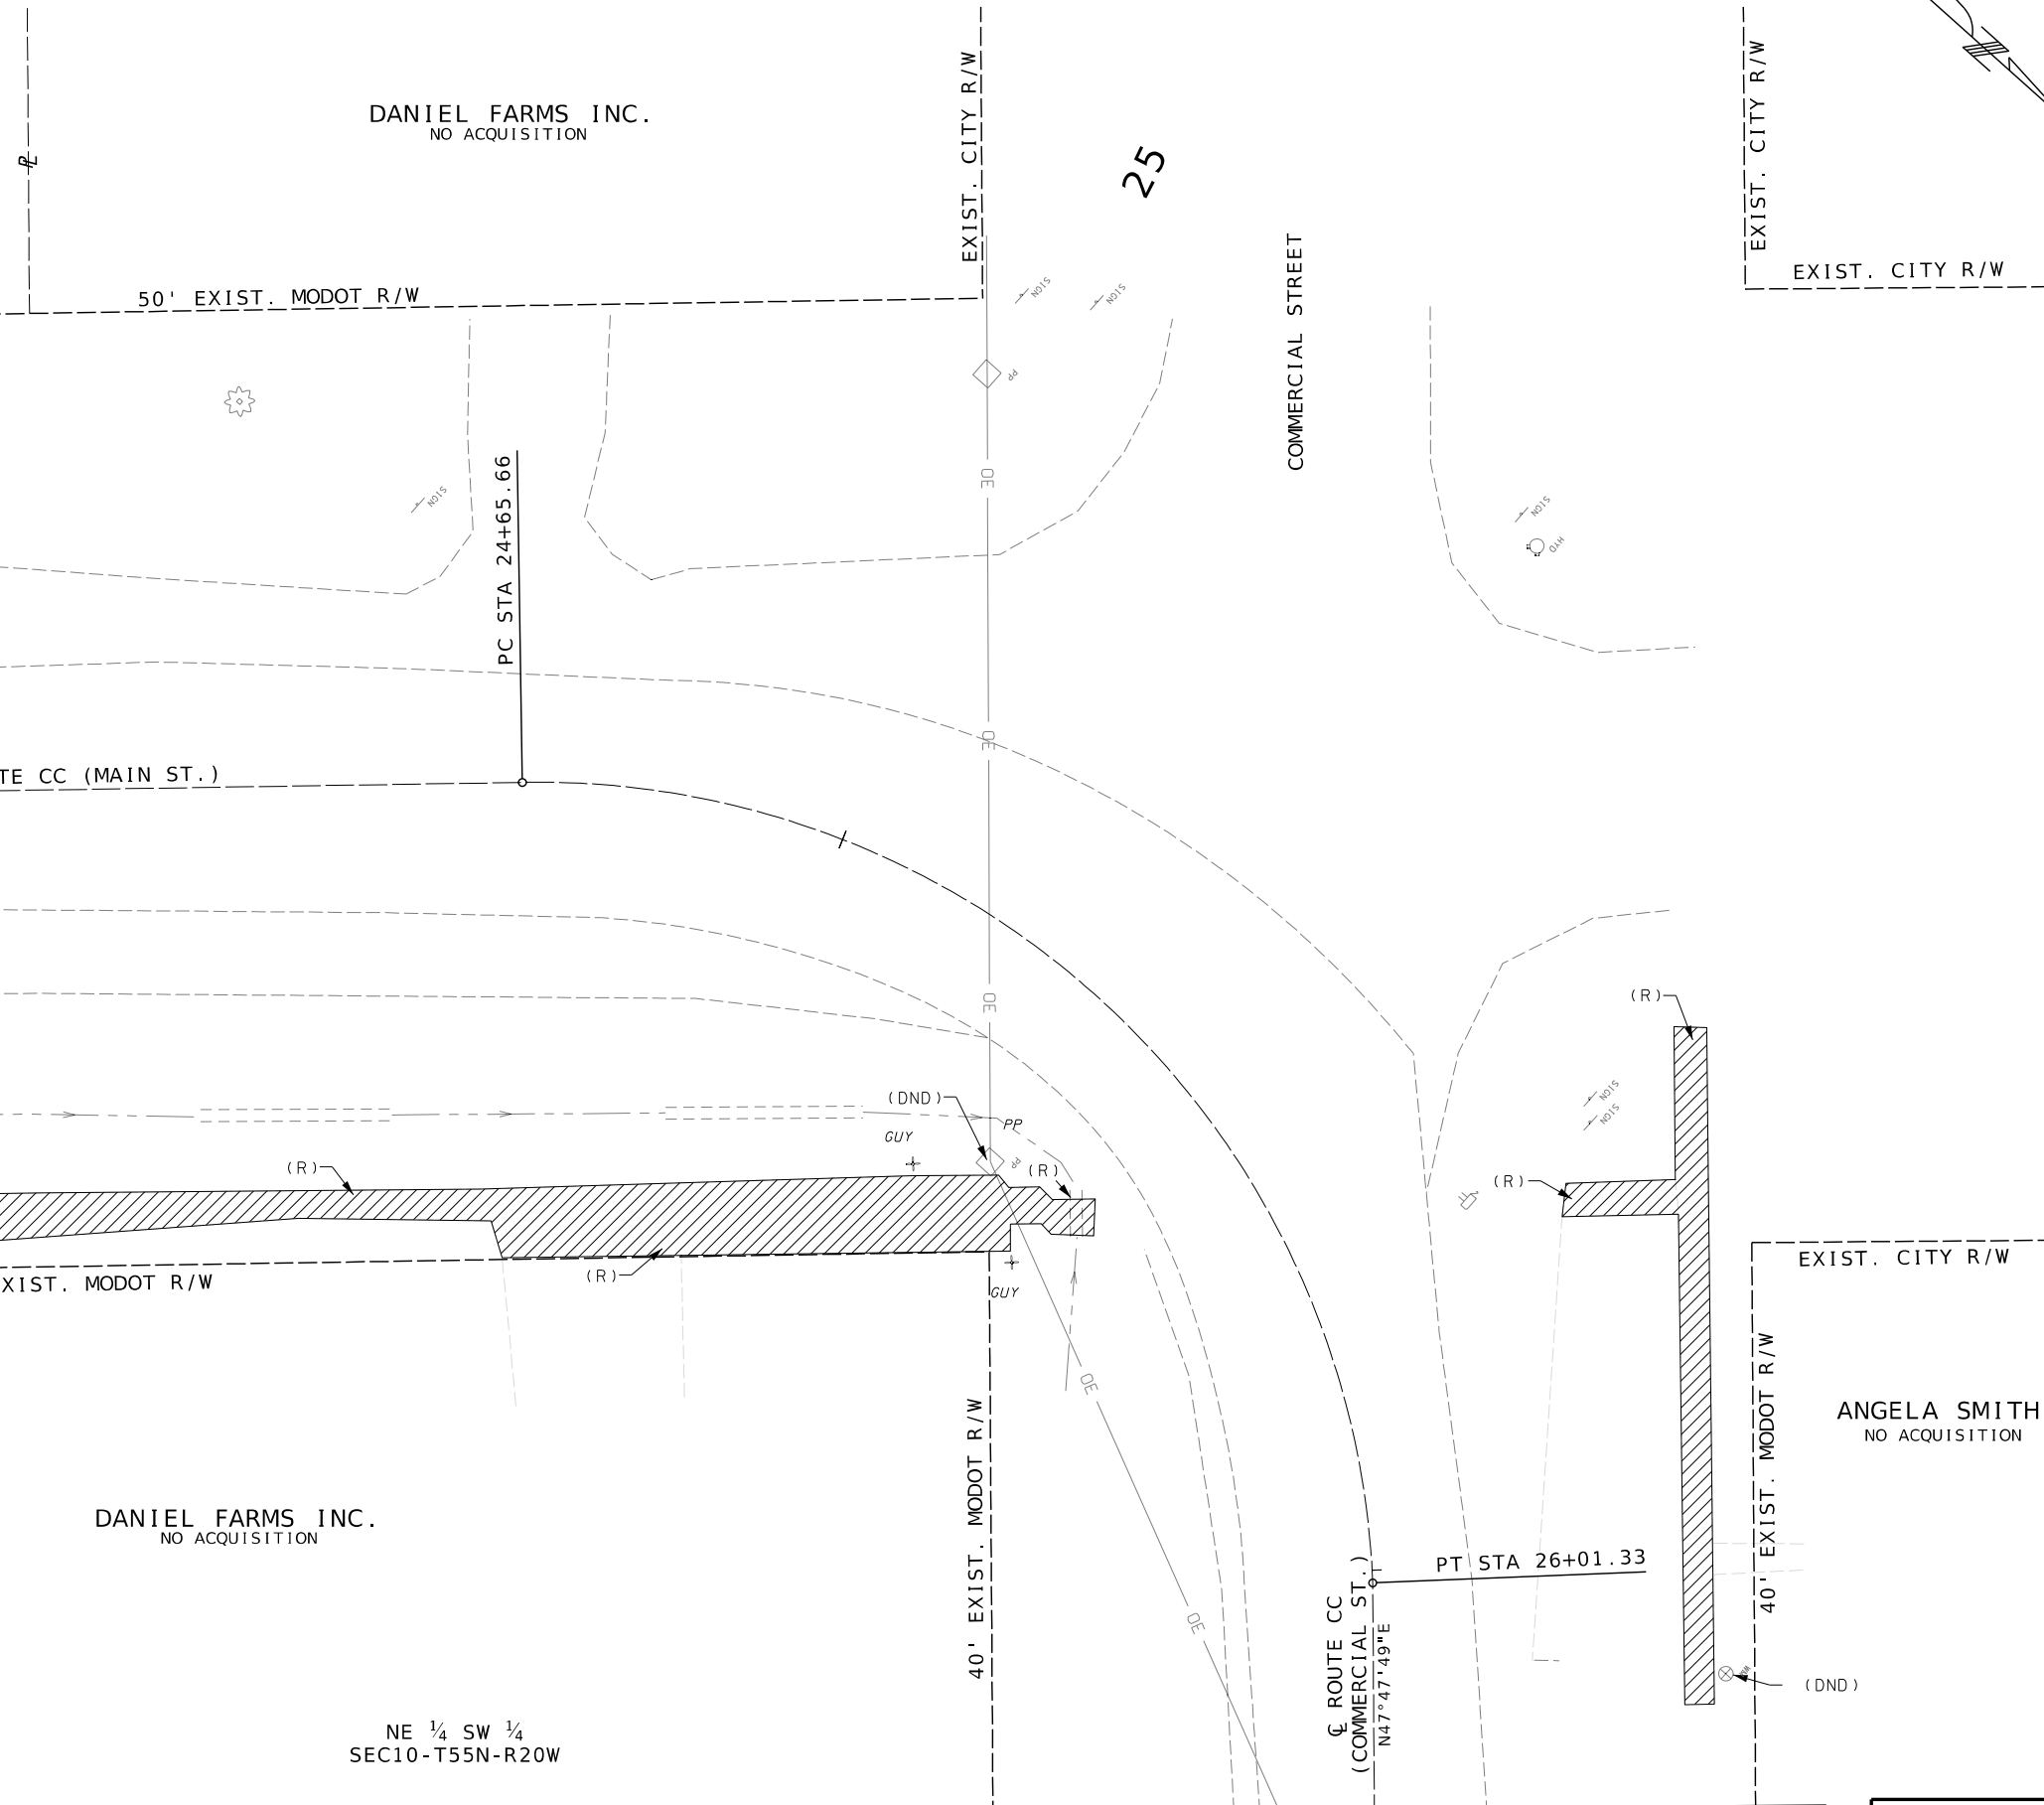 DANIEL FARMS INC.
NO ACQUISITION
EXIST. CITY R/W
EXIST. CITY R/W
EXIST. CITY R/W
25
50' EXIST. MODOT R/W
COMMERCIAL STREET
SIGN
SIGN
PP
OE
SIGN
SIGN
HYD
PC STA 24+65.66
OE
TE CC (MAIN ST.)
OE
(R)
(DND)
PP
GUY
SIGN
SIGN
(R)
PP
(R)
(R)
(R)
GUY
XIST. MODOT R/W
EXIST. CITY R/W
OE
40' EXIST. MODOT R/W
40' EXIST. MODOT R/W
ANGELA SMITH
NO ACQUISITION
DANIEL FARMS INC.
NO ACQUISITION
PT STA 26+01.33
OE
℄ ROUTE CC
(COMMERCIAL ST.)
N47°47'49"E
(DND)
NE ¼ SW ¼
SEC10-T55N-R20W